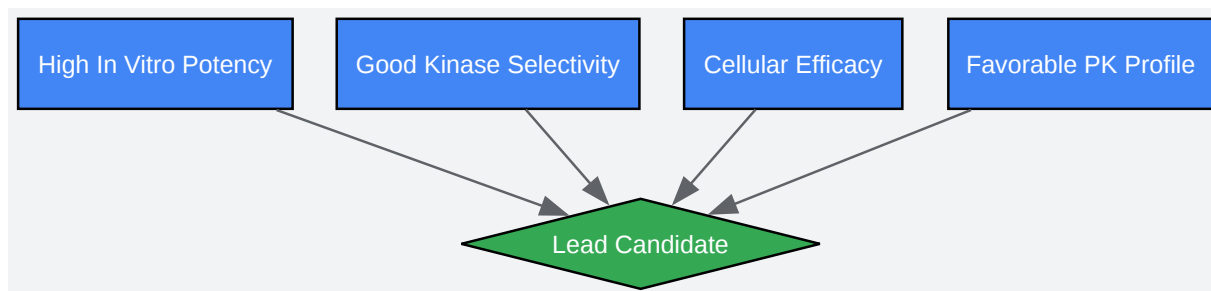 High In Vitro Potency
Good Kinase Selectivity
Cellular Efficacy
Favorable PK Profile
Lead Candidate